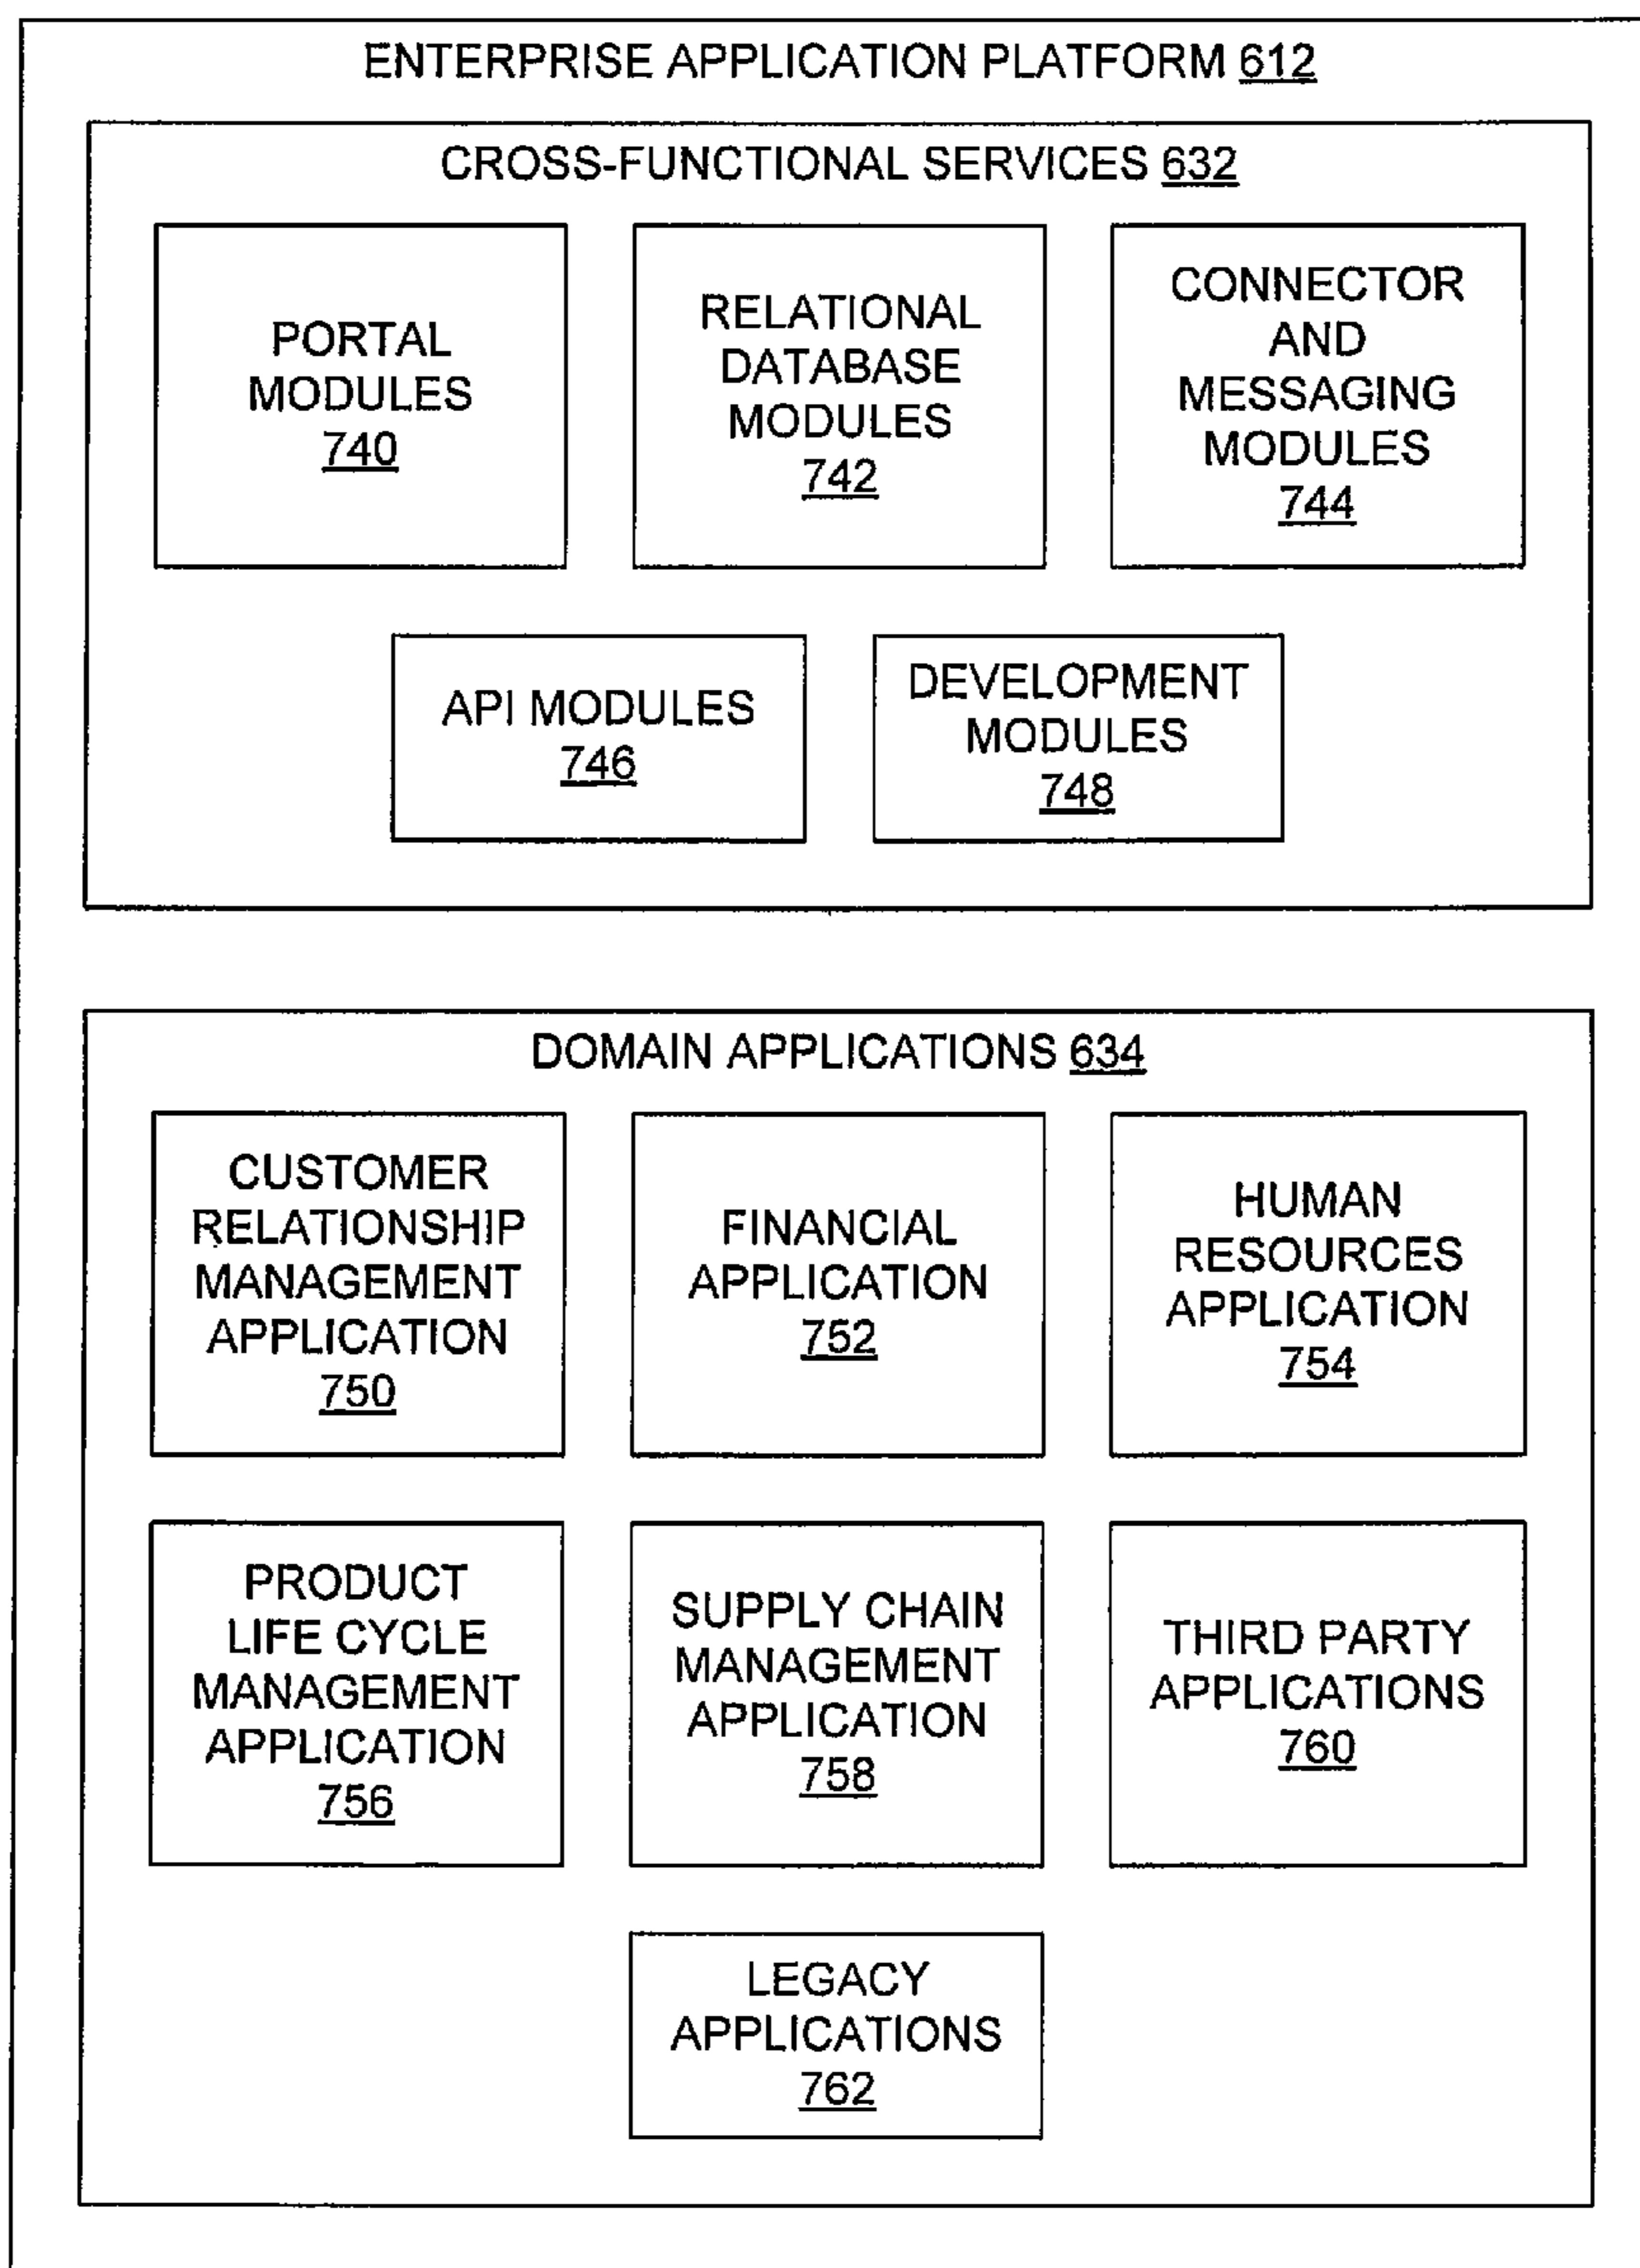 ENTERPRISE APPLICATION PLATFORM 612
CROSS-FUNCTIONAL SERVICES 632
PORTAL
MODULES
740
RELATIONAL
DATABASE
MODULES
742
CONNECTOR
AND
MESSAGING
MODULES
744
API MODULES
746
DEVELOPMENT
MODULES
748
DOMAIN APPLICATIONS 634
CUSTOMER
RELATIONSHIP
MANAGEMENT
APPLICATION
750
FINANCIAL
APPLICATION
752
HUMAN
RESOURCES
APPLICATION
754
PRODUCT
LIFE CYCLE
MANAGEMENT
APPLICATION
756
SUPPLY CHAIN
MANAGEMENT
APPLICATION
758
THIRD PARTY
APPLICATIONS
760
LEGACY
APPLICATIONS
762